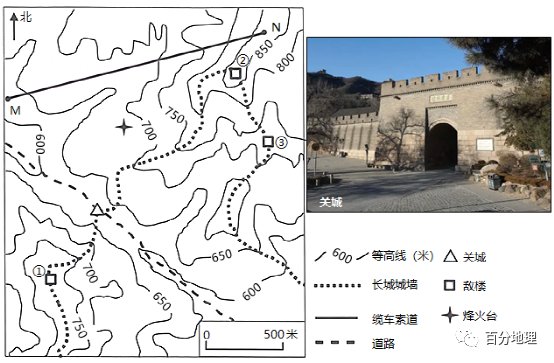 北
N
M
②
③
①
850
800
750
700
600
700
750
650
650
600
0 500米
关城
600 等高线（米）
长城城墙
缆车索道
道路
关城
敌楼
烽火台
百分地理